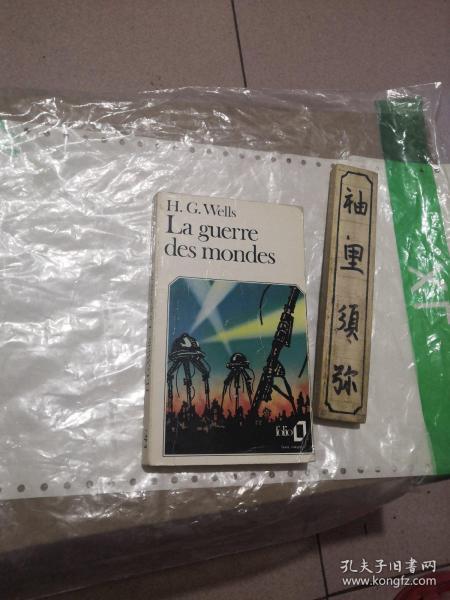 H. G. Wells
La guerre
des mondes
folio
袖里須弥
孔夫子旧书网
www.kongfz.com